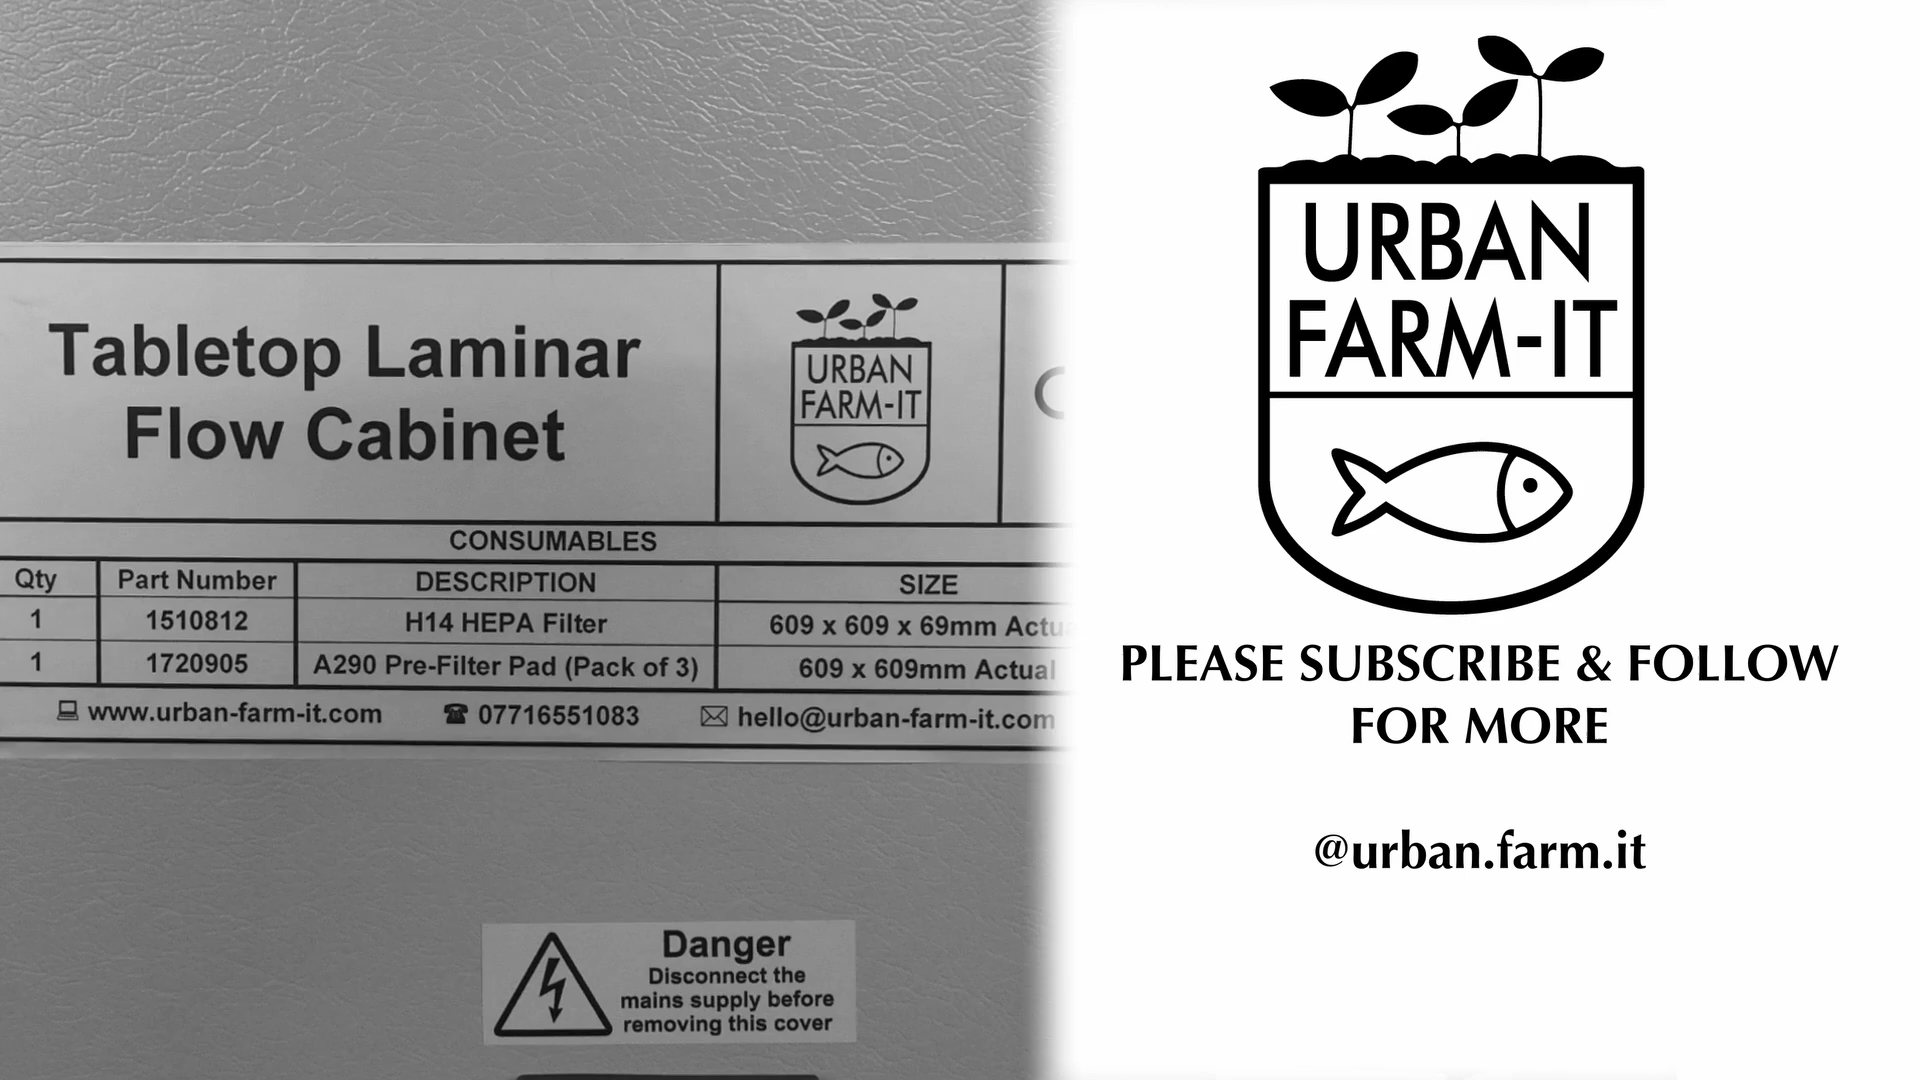 Tabletop Laminar
Flow Cabinet
URBAN
FARM-IT
CONSUMABLES
Qty Part Number DESCRIPTION SIZE
1 1510812 H14 HEPA Filter 609 x 609 x 69mm
1 1720905 A290 Pre-Filter Pad (Pack of 3) 609 x 609mm Actual
www.urban-farm-it.com 07716551083 hello@urban-farm-it.com
Danger
Disconnect the
mains supply before
removing this cover
URBAN
FARM-IT
PLEASE SUBSCRIBE & FOLLOW
FOR MORE
@urban.farm.it